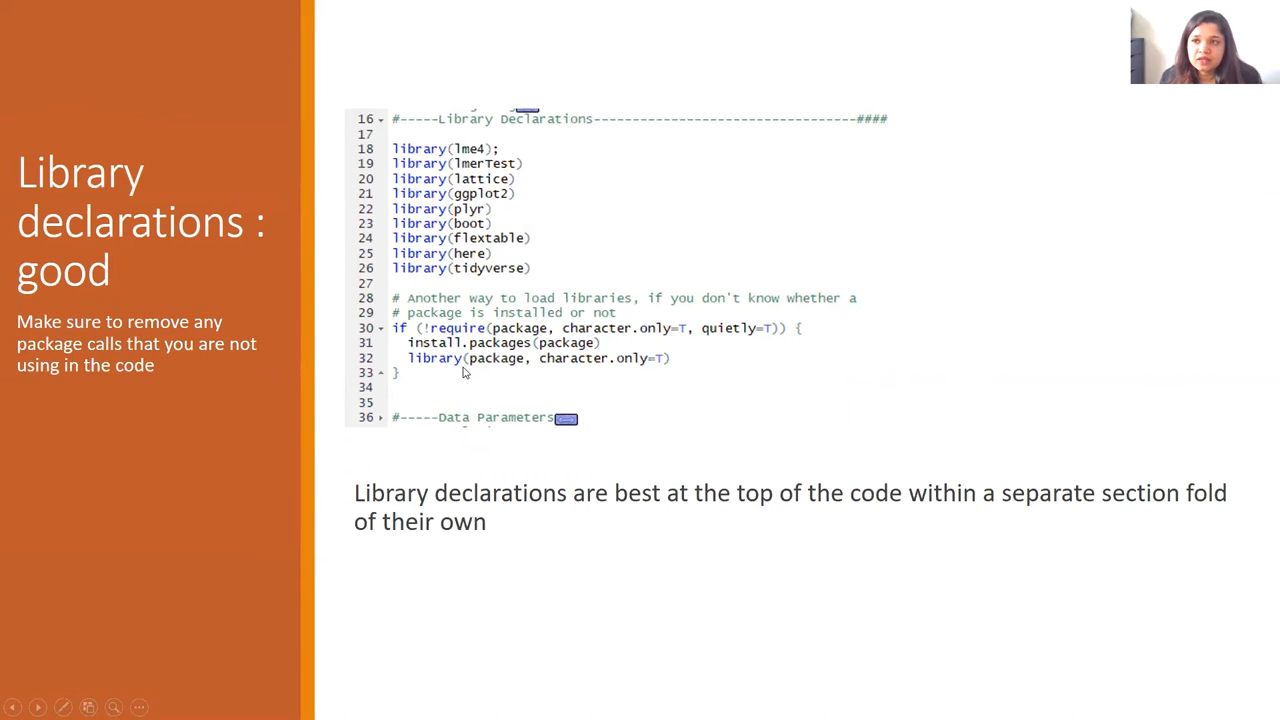 Library
declarations :
good
Make sure to remove any
package calls that you are not
using in the code
16 #-----Library Declarations----------------------------------####
17
18 library(lme4);
19 library(lmerTest)
20 library(lattice)
21 library(ggplot2)
22 library(plyr)
23 library(boot)
24 library(flextable)
25 library(here)
26 library(tidyverse)
27
28 # Another way to load libraries, if you don't know whether a
29 # package is installed or not
30 if (!require(package, character.only=T, quietly=T)) {
31 install.packages(package)
32 library(package, character.only=T)
33 }
34
35
36 #-----Data Parameters
Library declarations are best at the top of the code within a separate section fold
of their own